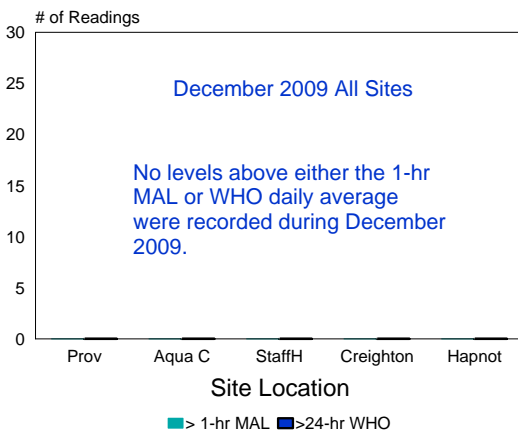 # of Readings
30
25
20
15
10
5
0
December 2009 All Sites
No levels above either the 1-hr
MAL or WHO daily average
were recorded during December
2009.
Prov Aqua C StaffH Creighton Hapnot
Site Location
> 1-hr MAL >24-hr WHO